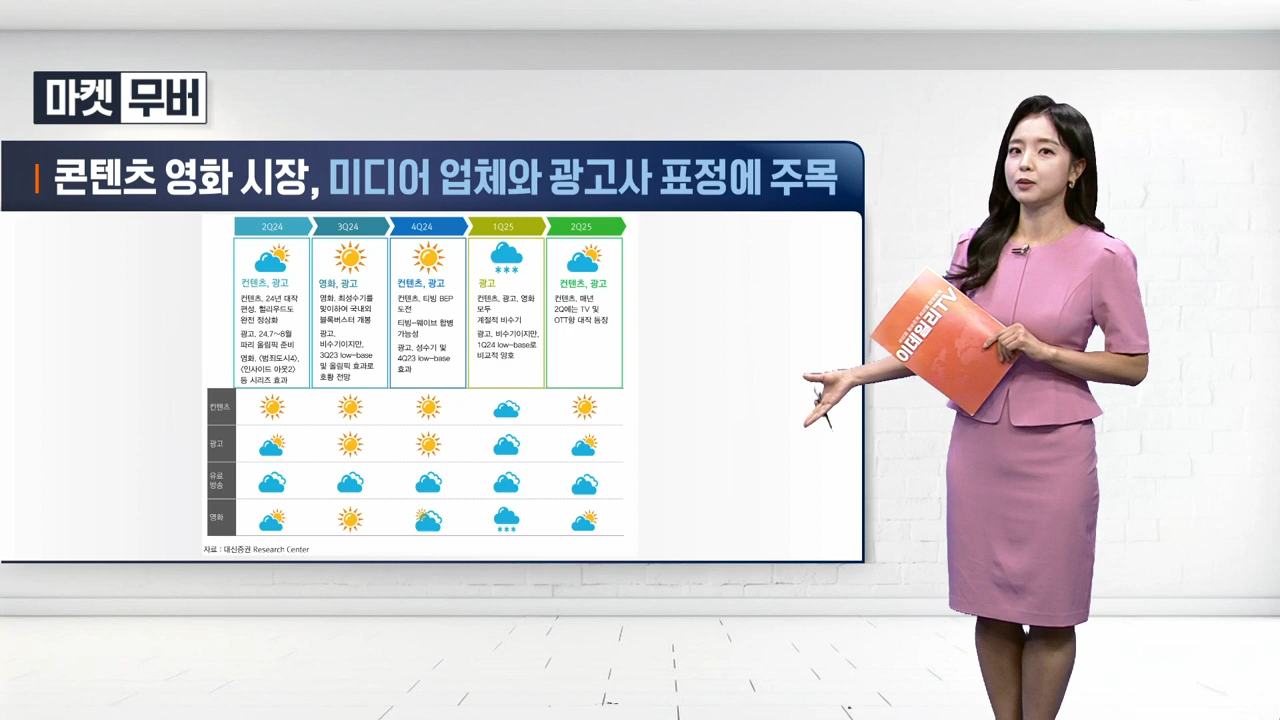 마켓 무버
콘텐츠 영화 시장, 미디어 업체와 광고사 표정에 주목
2Q24
3Q24
4Q24
1Q25
2Q25
컨텐츠, 광고
컨텐츠, 24년 대작
편성, 헐리우드도
완전 정상화
광고, 24.7~8월
파리 올림픽 준비
영화, <범죄도시4>,
<인사이드 아웃2>
등 시리즈 효과
영화, 광고
영화, 최성수기를
맞이하여 국내외
블록버스터 개봉
광고,
비수기이지만,
3Q23 low-base
및 올림픽 효과로
호황 전망
컨텐츠, 광고
컨텐츠, 티빙 BEP
도전
티빙-웨이브 합병
가능성
광고, 성수기 및
4Q23 low-base
효과
광고
컨텐츠, 광고, 영화
모두
계절적 비수기
광고, 비수기이지만,
1Q24 low-base로
비교적 양호
컨텐츠, 광고
컨텐츠, 매년
2Q에는 TV 및
OTT향 대작 등장
컨텐츠
광고
유료
방송
영화
자료 : 대신증권 Research Center
이데일리TV